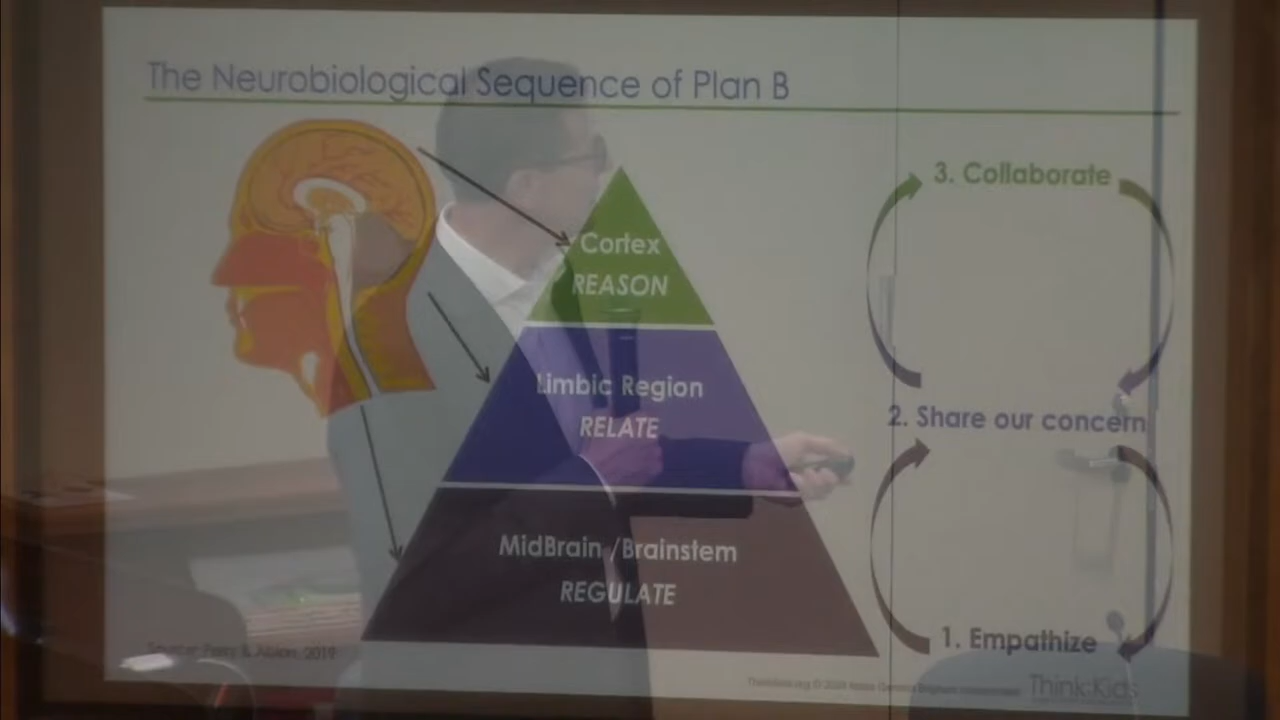 The Neurobiological Sequence of Plan B
3. Collaborate
Cortex
REASON
Limbic Region
RELATE
2. Share our concern
MidBrain /Brainstem
REGULATE
1. Empathize
2019
Think:Kids